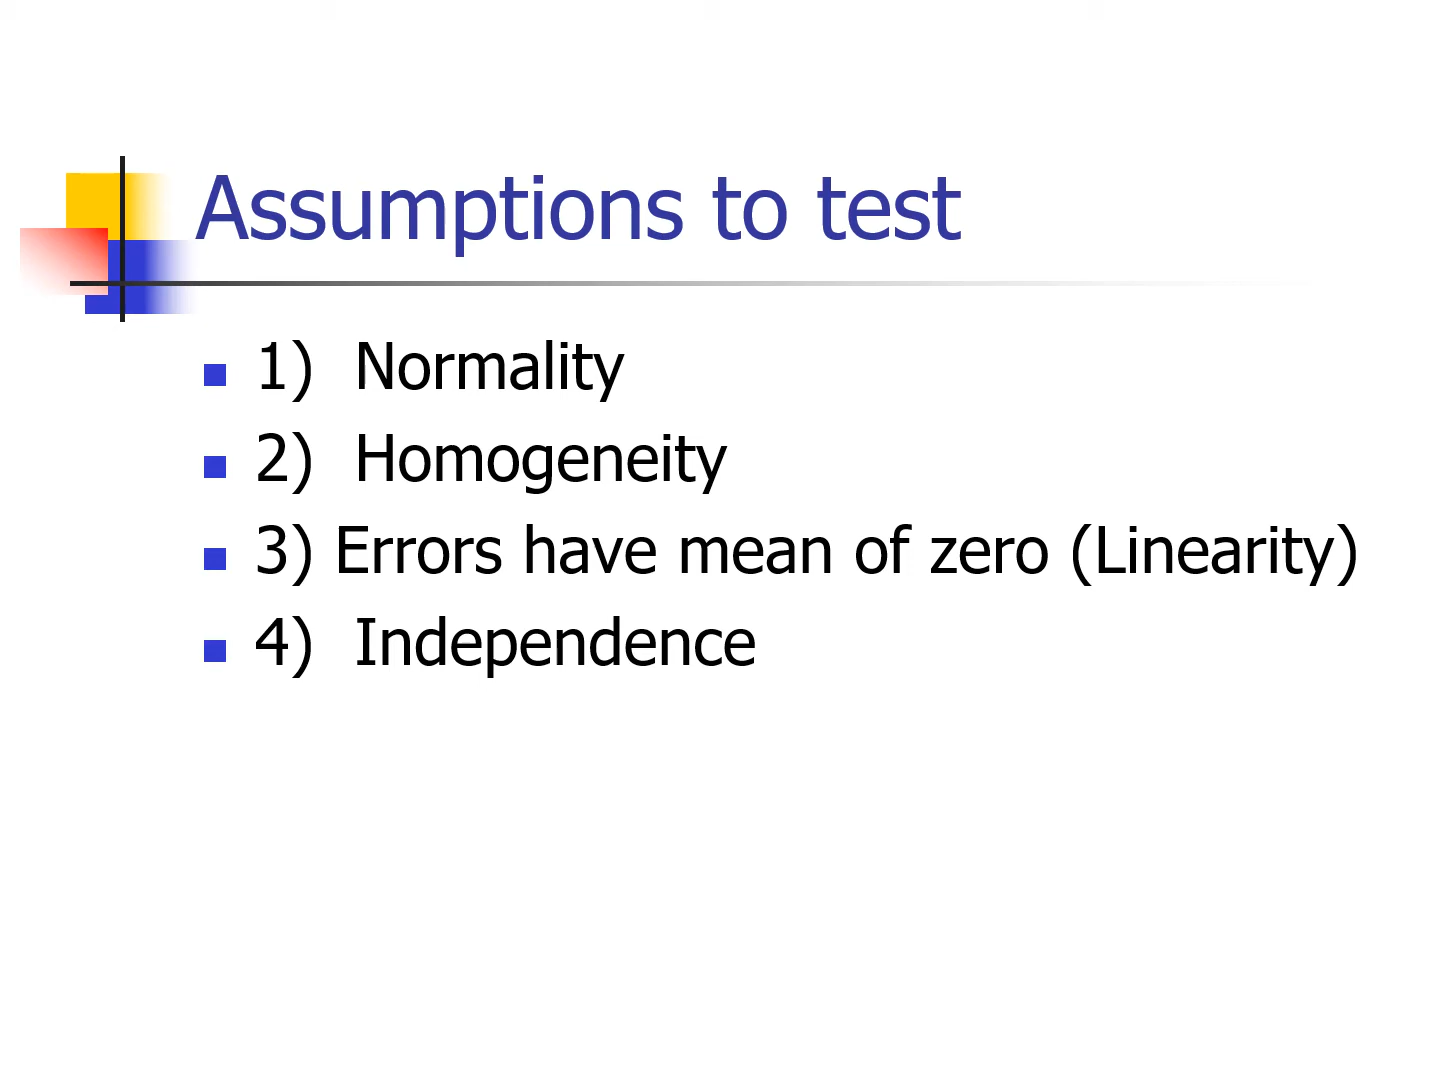 Assumptions to test
1) Normality
2) Homogeneity
3) Errors have mean of zero (Linearity)
4) Independence